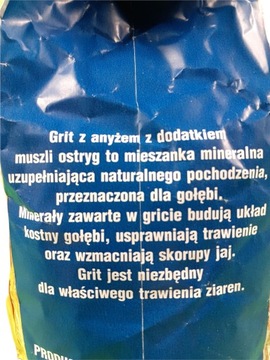 Grit z anyżem z dodatkiem
muszli ostryg to mieszanka mineralna
uzupełniająca naturalnego pochodzenia,
przeznaczona dla gołębi.
Minerały zawarte w gricie budują układ
kostny gołębi, usprawniają trawienie
oraz wzmacniają skorupy jaj.
Grit jest niezbędny
dla właściwego trawienia ziaren.